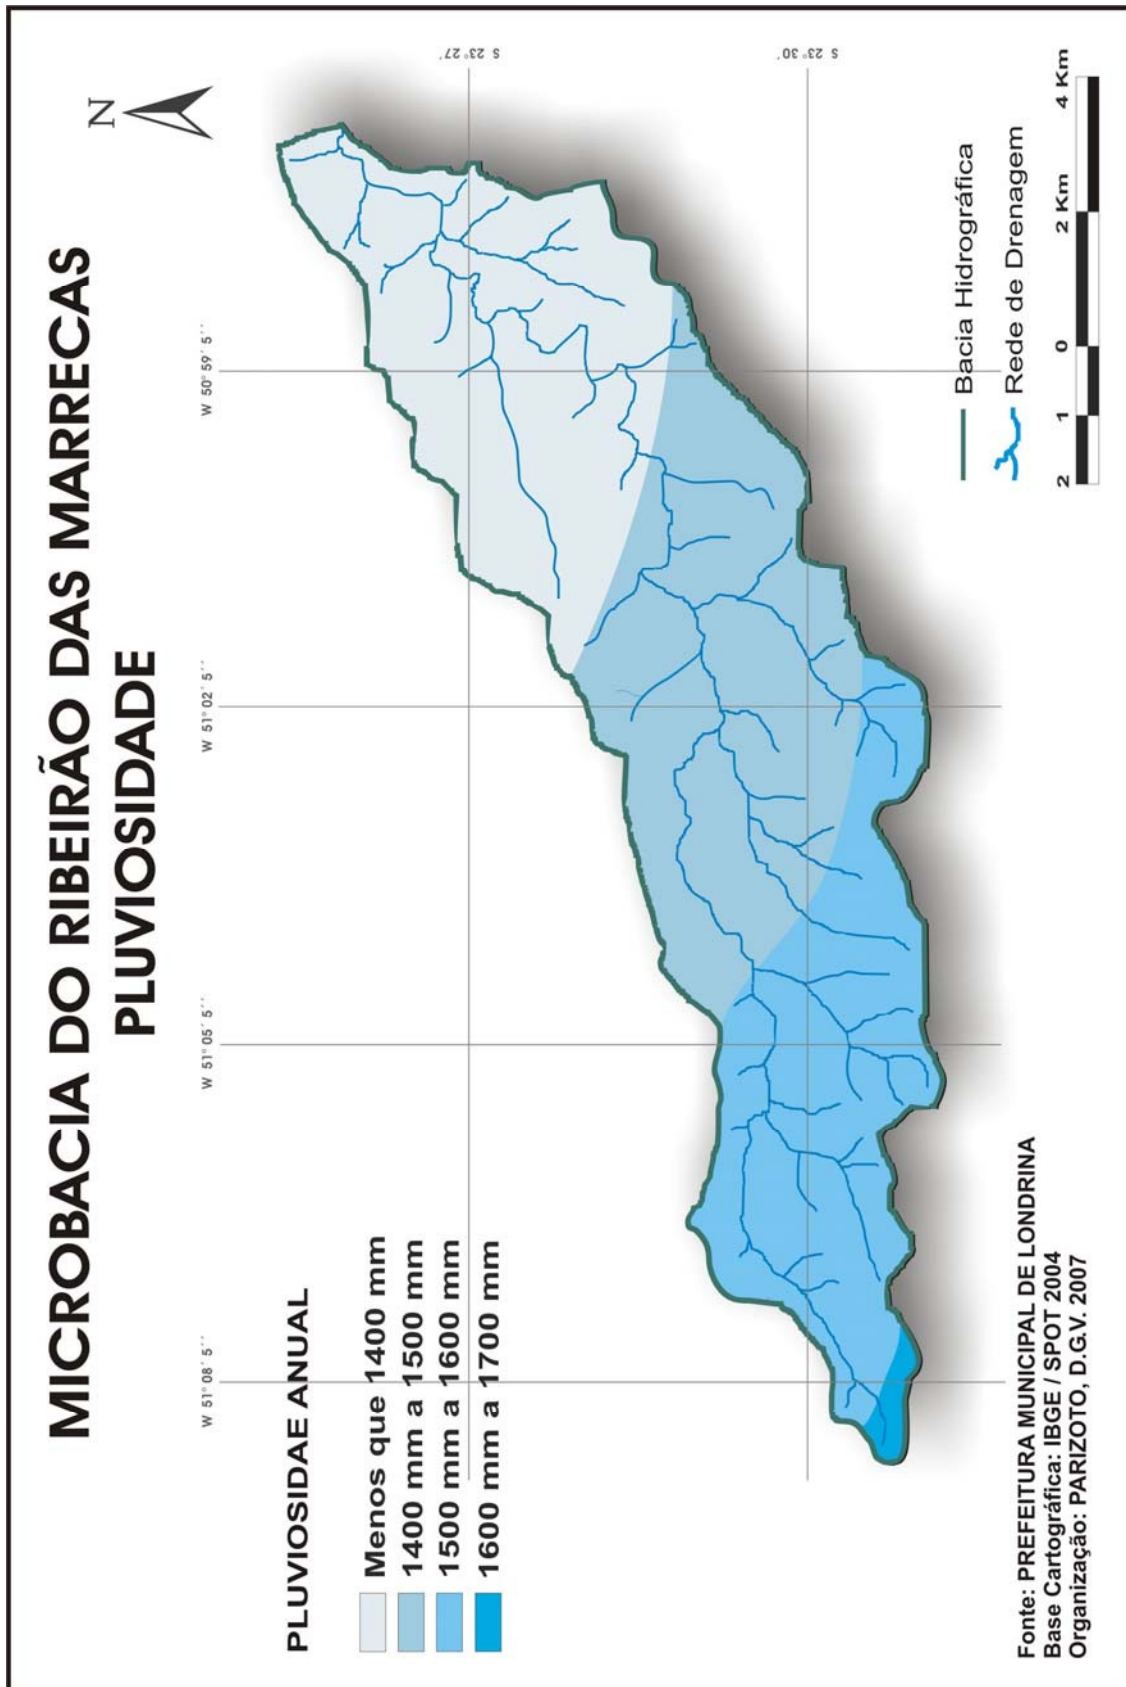 MICROBACIA DO RIBEIRÃO DAS MARRECAS
PLUVIOSIDADE
N
W 51° 08´ 5´´
W 51° 05´ 5´´
W 51° 02´ 5´´
W 50° 59´ 5´´
S 23° 27´
S 23° 30´
PLUVIOSIDAE ANUAL
Menos que 1400 mm
1400 mm a 1500 mm
1500 mm a 1600 mm
1600 mm a 1700 mm
Bacia Hidrográfica
Rede de Drenagem
2 1 0 2 Km 4 Km
Fonte: PREFEITURA MUNICIPAL DE LONDRINA
Base Cartográfica: IBGE / SPOT 2004
Organização: PARIZOTO, D.G.V. 2007